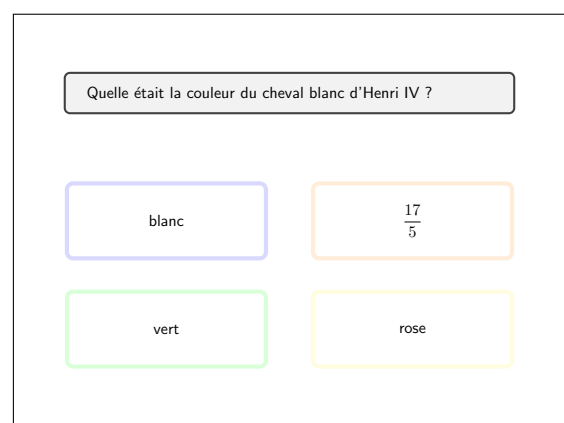 Quelle était la couleur du cheval blanc d'Henri IV ?
blanc
17
5
vert
rose